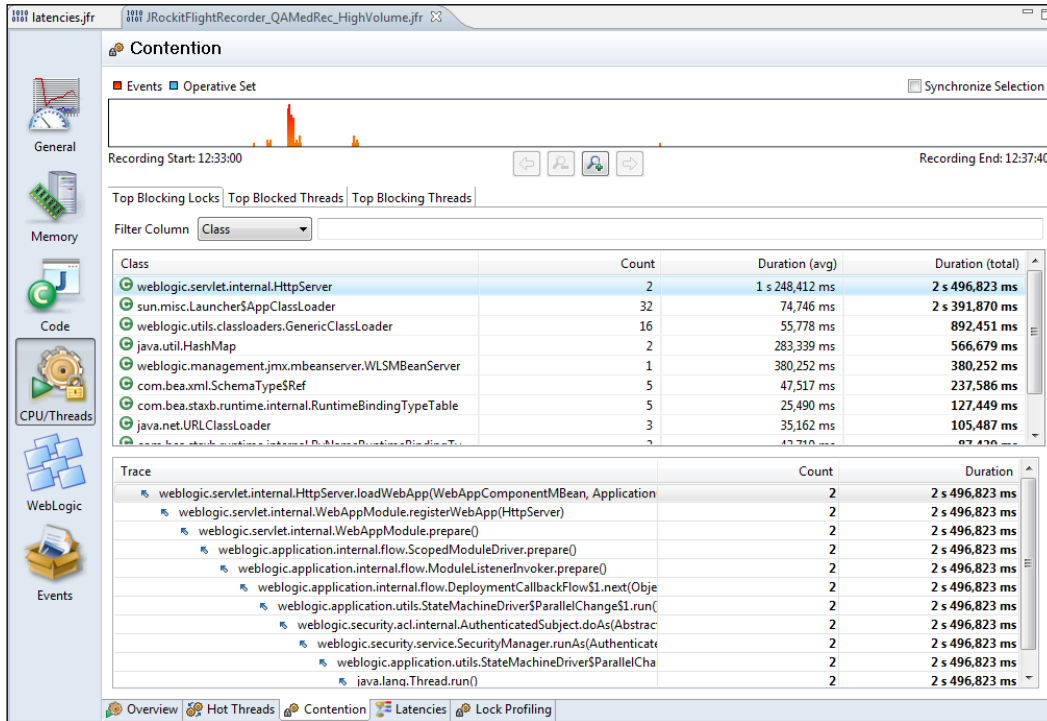 latencies.jfr JRockitFlightRecorder_QAMedRec_HighVolume.jfr
Contention
Events Operative Set Synchronize Selection
General
Recording Start: 12:33:00 Recording End: 12:37:40
Top Blocking Locks Top Blocked Threads Top Blocking Threads
Memory
Filter Column Class
Class Count Duration (avg) Duration (total)
weblogic.servlet.internal.HttpServer 2 1 s 248,412 ms 2 s 496,823 ms
sun.misc.Launcher$AppClassLoader 32 74,746 ms 2 s 391,870 ms
Code
weblogic.utils.classloaders.GenericClassLoader 16 55,778 ms 892,451 ms
java.util.HashMap 2 283,339 ms 566,679 ms
weblogic.management.jmx.mbeanserver.WLSMBeanServer 1 380,252 ms 380,252 ms
com.bea.xml.SchemaType$Ref 5 47,517 ms 237,586 ms
CPU/Threads
com.bea.staxb.runtime.internal.RuntimeBindingTypeTable 5 25,490 ms 127,449 ms
java.net.URLClassLoader 3 35,162 ms 105,487 ms
Trace Count Duration
weblogic.servlet.internal.HttpServer.loadWebApp(WebAppComponentMBean, Application 2 2 s 496,823 ms
WebLogic
weblogic.servlet.internal.WebAppModule.registerWebApp(HttpServer) 2 2 s 496,823 ms
weblogic.servlet.internal.WebAppModule.prepare() 2 2 s 496,823 ms
weblogic.application.internal.flow.ScopedModuleDriver.prepare() 2 2 s 496,823 ms
weblogic.application.internal.flow.ModuleListenerInvoker.prepare() 2 2 s 496,823 ms
Events
weblogic.application.internal.flow.DeploymentCallbackFlow$1.next(Obje 2 2 s 496,823 ms
weblogic.application.utils.StateMachineDriver$ParallelChange$1.run( 2 2 s 496,823 ms
weblogic.security.acl.internal.AuthenticatedSubject.doAs(Abstrac 2 2 s 496,823 ms
weblogic.security.service.SecurityManager.runAs(Authenticate 2 2 s 496,823 ms
weblogic.application.utils.StateMachineDriver$ParallelCha 2 2 s 496,823 ms
java.lang.Thread.run() 2 2 s 496,823 ms
Overview Hot Threads Contention Latencies Lock Profiling